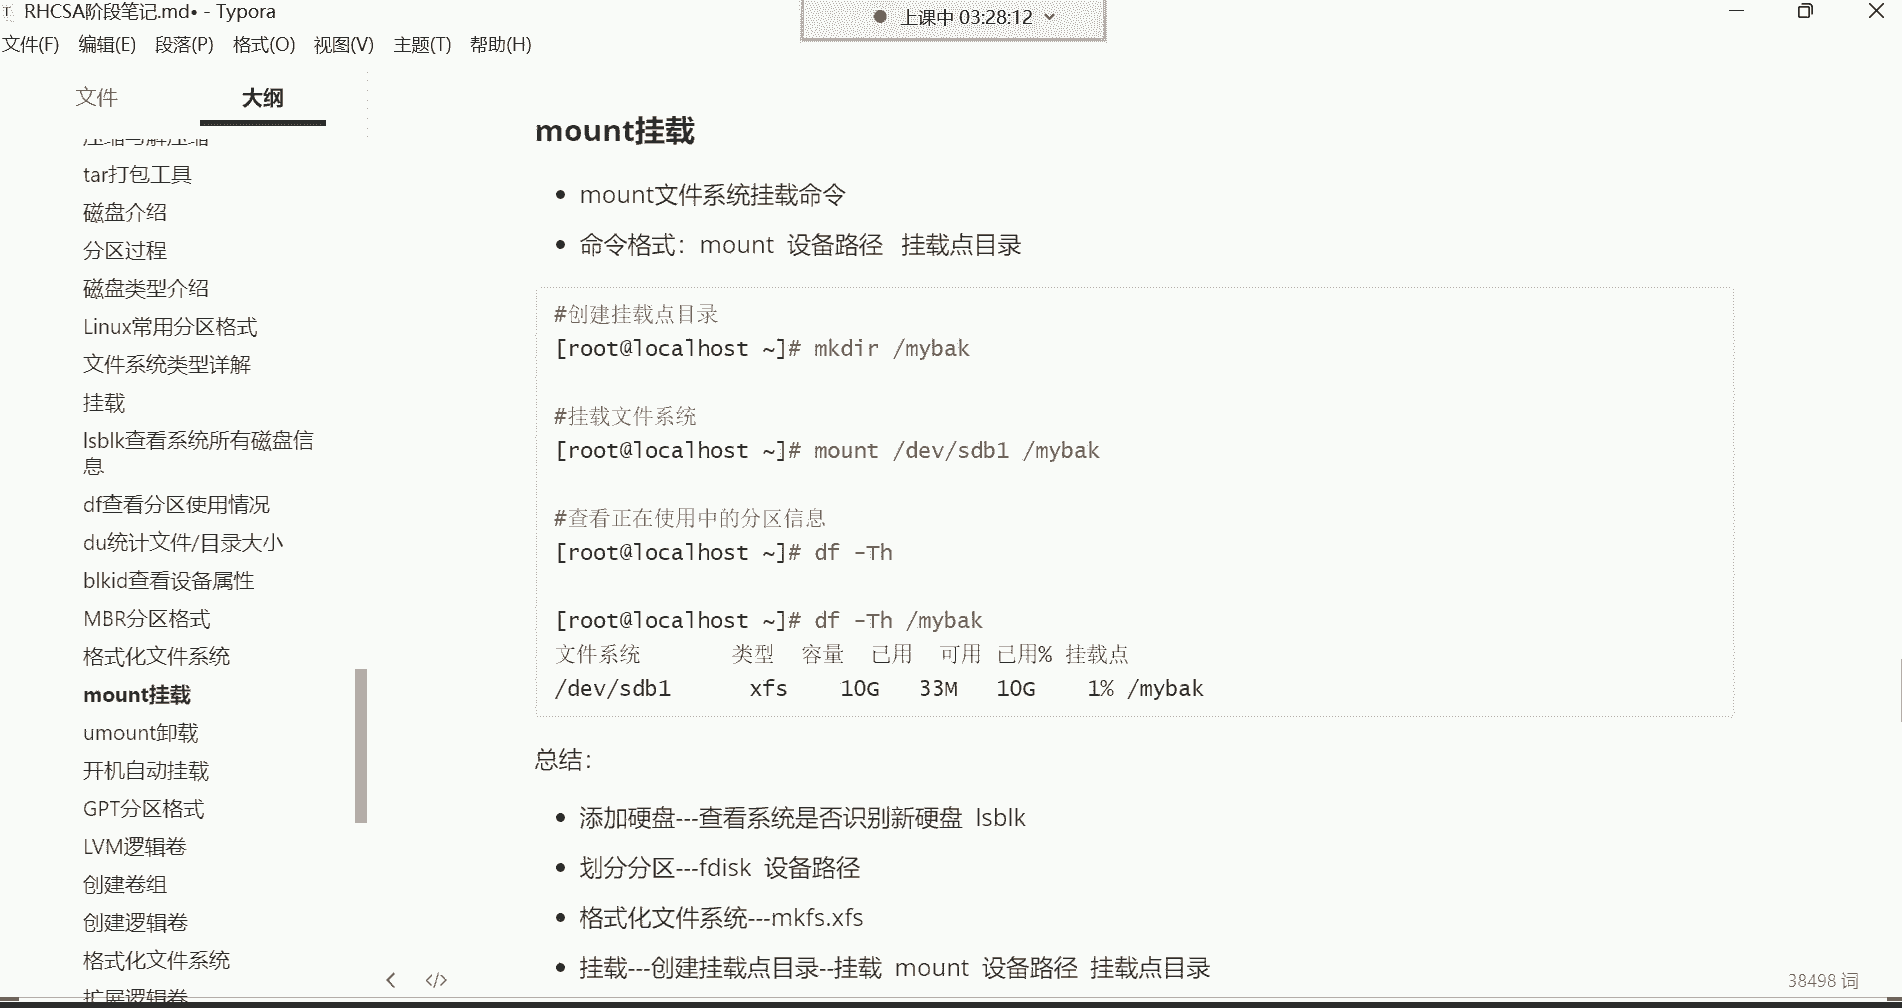 RHCSA阶段笔记.md• - Typora
上课中 03:28:12
文件(F) 编辑(E) 段落(P) 格式(O) 视图(V) 主题(T) 帮助(H)
文件 大纲
压缩与解压缩
tar打包工具
磁盘介绍
分区过程
磁盘类型介绍
Linux常用分区格式
文件系统类型详解
挂载
lsblk查看系统所有磁盘信
息
df查看分区使用情况
du统计文件/目录大小
blkid查看设备属性
MBR分区格式
格式化文件系统
mount挂载
umount卸载
开机自动挂载
GPT分区格式
LVM逻辑卷
创建卷组
创建逻辑卷
格式化文件系统
扩展逻辑卷
mount挂载
mount文件系统挂载命令
命令格式：mount 设备路径 挂载点目录
#创建挂载点目录
[root@localhost ~]# mkdir /mybak
#挂载文件系统
[root@localhost ~]# mount /dev/sdb1 /mybak
#查看正在使用中的分区信息
[root@localhost ~]# df -Th
[root@localhost ~]# df -Th /mybak
文件系统 类型 容量 已用 可用 已用% 挂载点
/dev/sdb1 xfs 10G 33M 10G 1% /mybak
总结：
添加硬盘---查看系统是否识别新硬盘 lsblk
划分分区---fdisk 设备路径
格式化文件系统---mkfs.xfs
挂载---创建挂载点目录--挂载 mount 设备路径 挂载点目录
38498 词